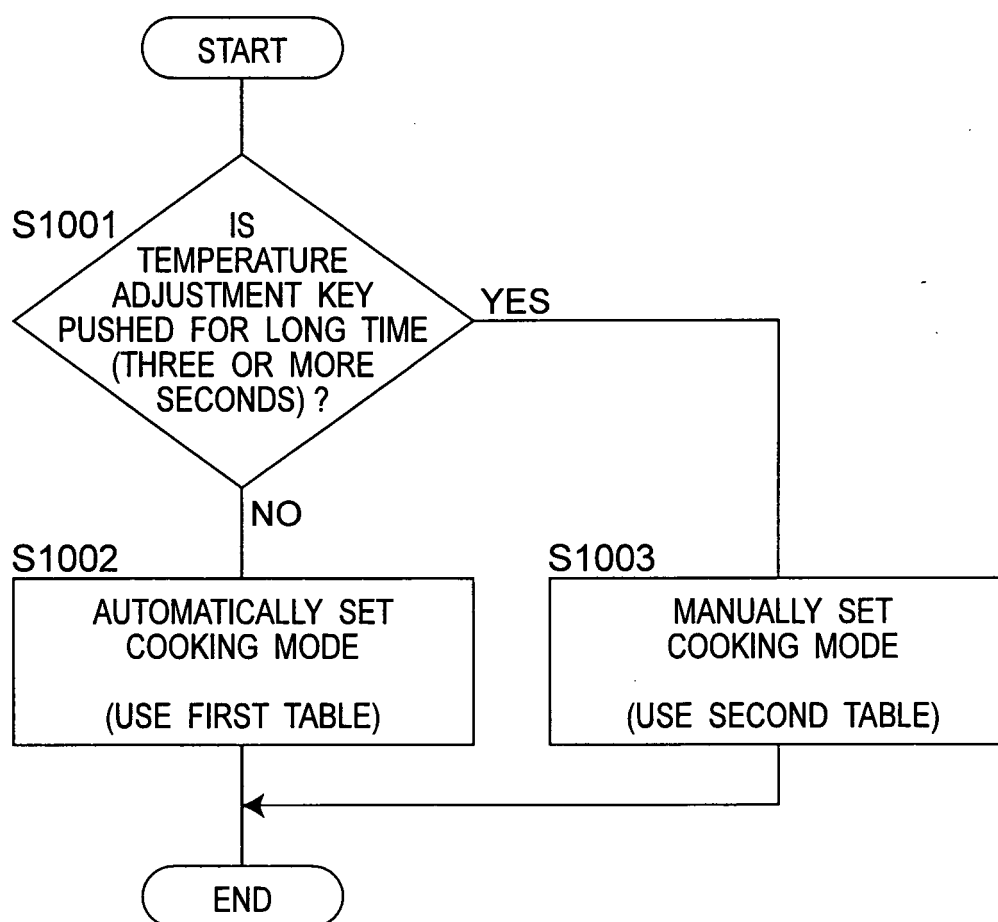 START
S1001
IS
TEMPERATURE
ADJUSTMENT KEY
PUSHED FOR LONG TIME
(THREE OR MORE
SECONDS) ?
YES
NO
S1002
AUTOMATICALLY SET
COOKING MODE
(USE FIRST TABLE)
S1003
MANUALLY SET
COOKING MODE
(USE SECOND TABLE)
END